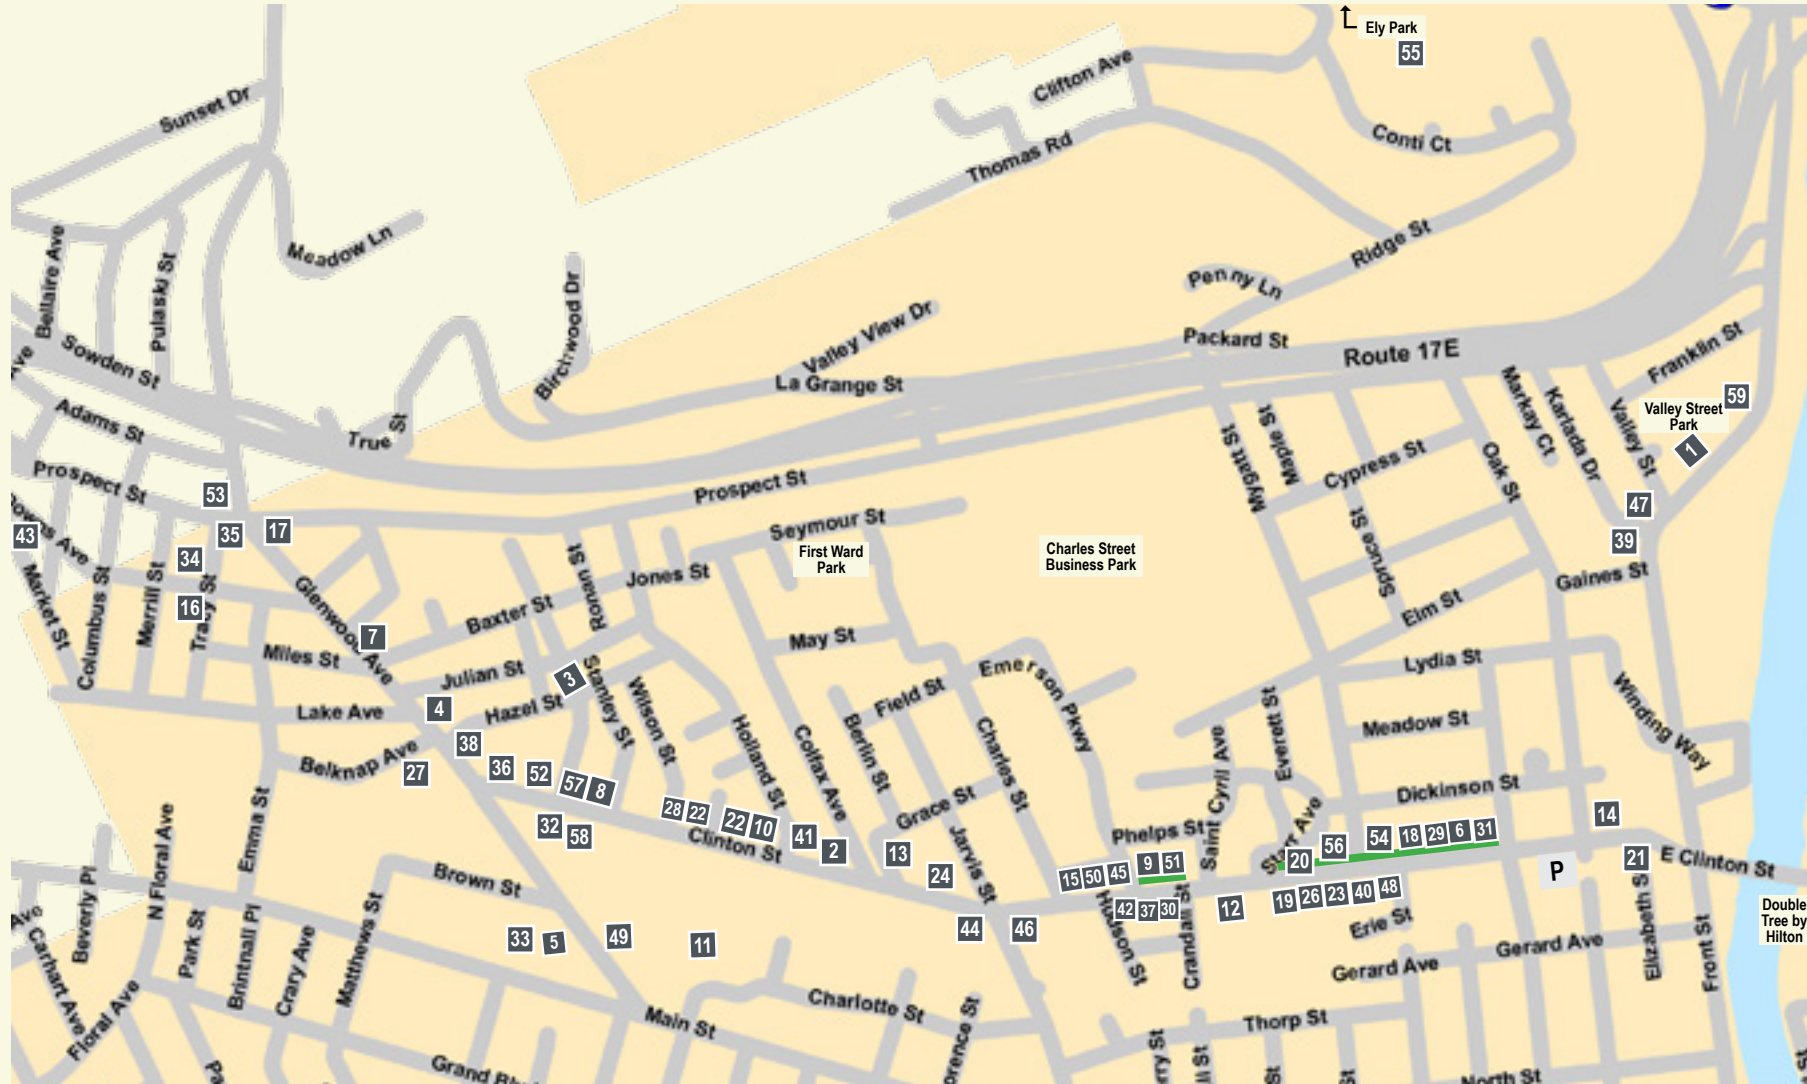 Ely Park
55
Clifton Ave
Sunset Dr
Conti Ct
Thomas Rd
Meadow Ln
Ridge St
Bellaire Ave
Pulaski St
Penny Ln
Birchwood Dr
Valley View Dr
Packard St
Route 17E
Franklin St
Sowden St
La Grange St
Markay Ct
Karlada Dr
Valley St
59
Valley Street
Park
1
Adams St
True St
Maple St
Mygatt St
Cypress St
Oak St
Prospect St
53
Prospect St
47
43
35
17
Seymour St
39
34
First Ward
Park
Charles Street
Business Park
Spruce St
Gaines St
Market St
Columbus St
Merrill St
16
Glenwood Ave
Ronan St
Jones St
Baxter St
Elm St
7
May St
Miles St
Julian St
3
Stanley St
Wilson St
Emerson Pkwy
Lydia St
Field St
Lake Ave
4
Hazel St
Holland St
Colfax Ave
Berlin St
Charles St
Saint Cyril Ave
Everett St
Meadow St
Winding Way
38
Belknap Ave
27
36
52
57
8
Dickinson St
Emma St
N Floral Ave
28
22
22
10
Grace St
Phelps St
Starr Ave
14
32
58
Clinton St
41
2
13
Jarvis St
20
56
54
18
29
6
31
21
E Clinton St
P
Beverly Pl
Brown St
24
15
50
45
9
51
42
37
30
12
19
26
23
40
48
Park St
Brintnall Pl
Crary Ave
Matthews St
33
5
49
11
44
46
Hudson St
Crandall St
Erie St
Gerard Ave
Gerard Ave
Elizabeth S
Front St
Double
Tree by
Hilton
Carhart Ave
Floral Ave
Main St
Charlotte St
Thorp St
Grand Bl
North St